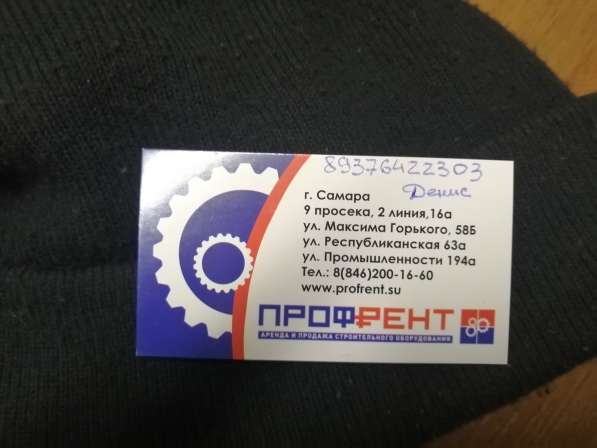 89376422303
Денис
г. Самара
9 просека, 2 линия,16а
ул. Максима Горького, 58Б
ул. Республиканская 63а
ул. Промышленности 194а
Тел.: 8(846)200-16-60
www.profrent.su
ПРОФРЕНТ
АРЕНДА И ПРОДАЖА СТРОИТЕЛЬНОГО ОБОРУДОВАНИЯ